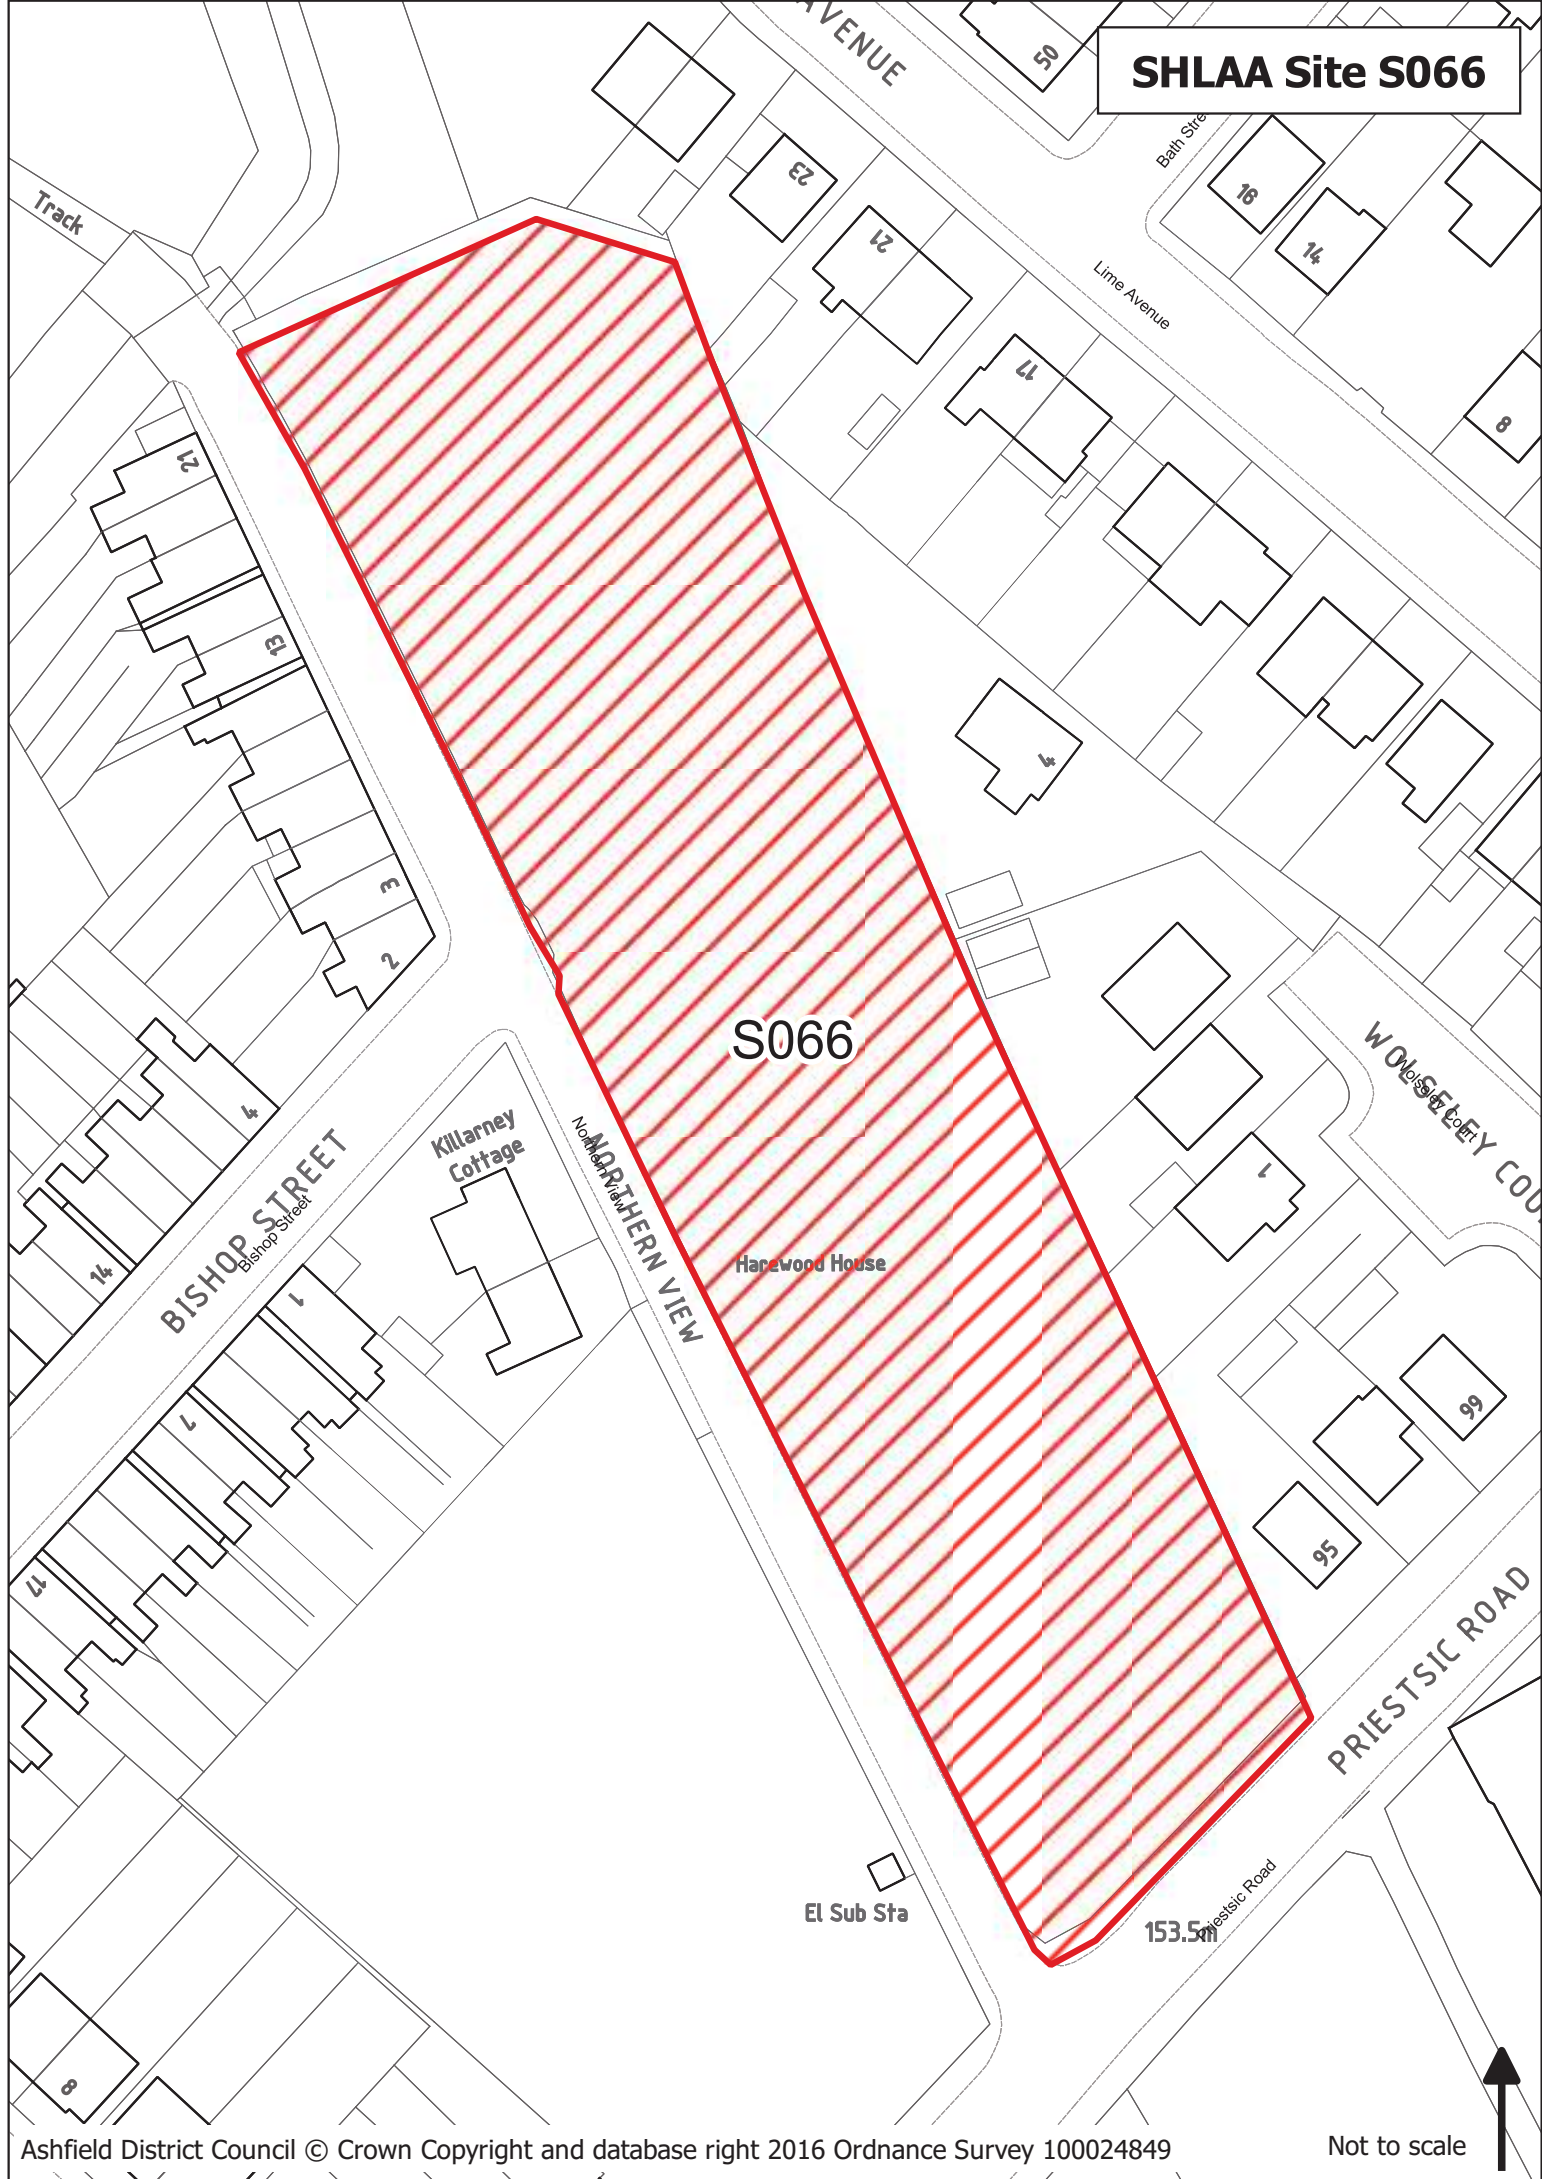 SHLAA Site S066
AVENUE
50
Bath Stre
23
16
Track
21
14
Lime Avenue
17
8
21
13
4
3
2
S066
WOLSELEY COU
Wolseley Court
4
Killarney
Cottage
NORTHERN VIEW
Northern View
BISHOP STREET
Bishop Street
1
Harewood House
14
1
7
99
95
17
PRIESTSIC ROAD
Priestsic Road
El Sub Sta
153.5m
8
Ashfield District Council © Crown Copyright and database right 2016 Ordnance Survey 100024849
Not to scale